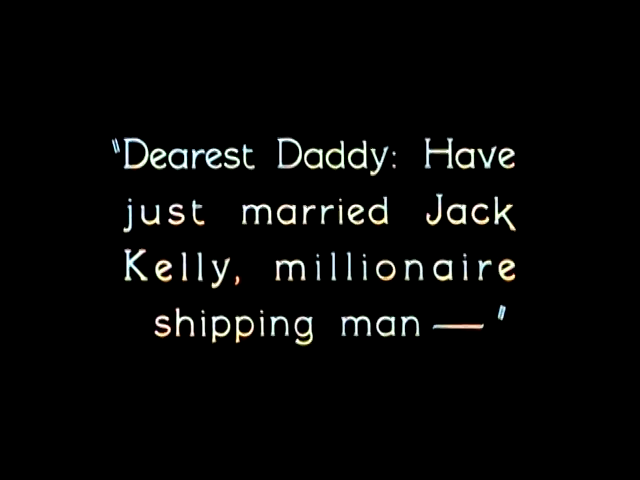 "Dearest Daddy: Have
just married Jack
Kelly, millionaire
shipping man — "